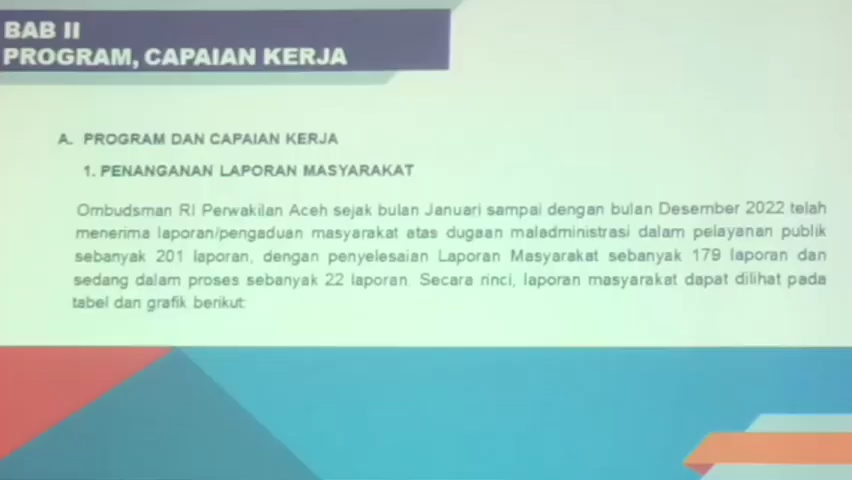 BAB II
PROGRAM, CAPAIAN KERJA
A. PROGRAM DAN CAPAIAN KERJA
1. PENANGANAN LAPORAN MASYARAKAT
Ombudsman RI Perwakilan Aceh sejak bulan Januari sampai dengan bulan Desember 2022 telah
menerima laporan/pengaduan masyarakat atas dugaan maladministrasi dalam pelayanan publik
sebanyak 201 laporan, dengan penyelesaian Laporan Masyarakat sebanyak 179 laporan dan
sedang dalam proses sebanyak 22 laporan. Secara rinci, laporan masyarakat dapat dilihat pada
tabel dan grafik berikut: